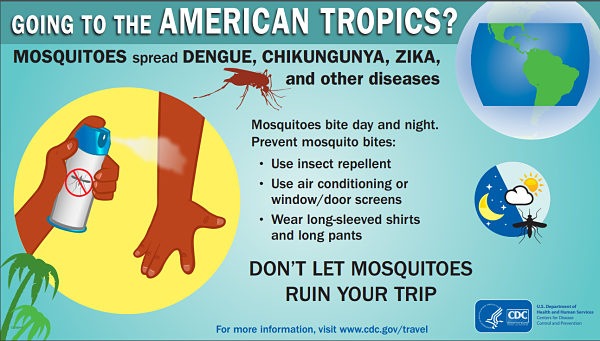 GOING TO THE AMERICAN TROPICS?
MOSQUITOES spread DENGUE, CHIKUNGUNYA, ZIKA,
and other diseases
Mosquitoes bite day and night.
Prevent mosquito bites:
• Use insect repellent
• Use air conditioning or
window/door screens
• Wear long-sleeved shirts
and long pants
DON'T LET MOSQUITOES
RUIN YOUR TRIP
For more information, visit www.cdc.gov/travel
CDC
U.S. Department of
Health and Human Services
Centers for Disease
Control and Prevention